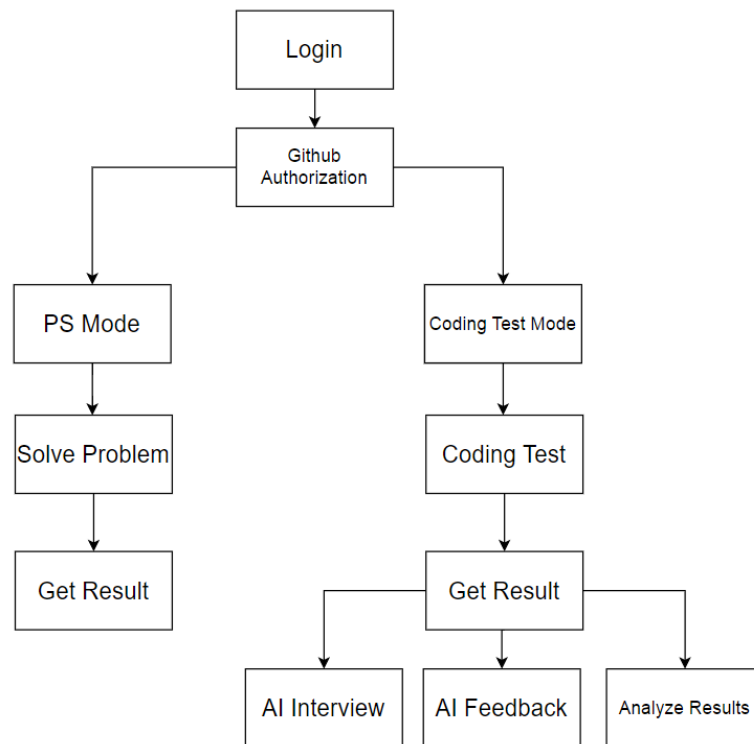 Login
Github
Authorization
PS Mode
Coding Test Mode
Solve Problem
Coding Test
Get Result
Get Result
AI Interview
AI Feedback
Analyze Results